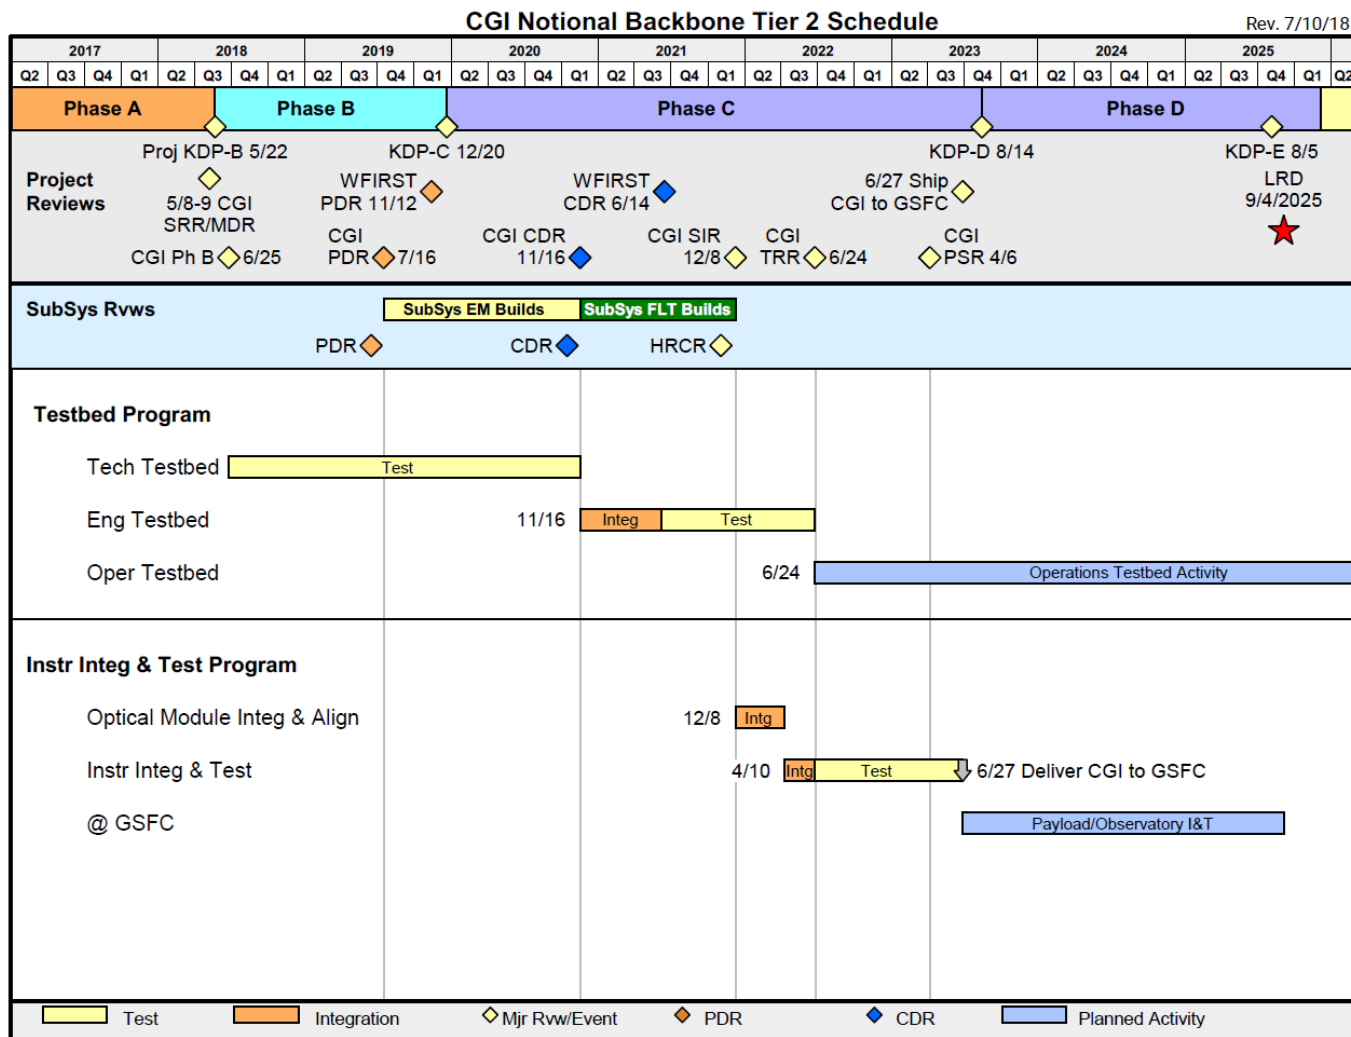 CGI Notional Backbone Tier 2 Schedule
Rev. 7/10/18
2017 2018 2019 2020 2021 2022 2023 2024 2025
Q2 Q3 Q4 Q1 Q2 Q3 Q4 Q1 Q2 Q3 Q4 Q1 Q2 Q3 Q4 Q1 Q2 Q3 Q4 Q1 Q2 Q3 Q4 Q1 Q2 Q3 Q4 Q1 Q2 Q3 Q4 Q1 Q2 Q3 Q4 Q1 Q2
Phase A Phase B Phase C Phase D
Proj KDP-B 5/22 KDP-C 12/20 KDP-D 8/14 KDP-E 8/5
Project
Reviews
5/8-9 CGI
SRR/MDR
WFIRST
PDR 11/12
WFIRST
CDR 6/14
6/27 Ship
CGI to GSFC
LRD
9/4/2025
CGI Ph B 6/25
CGI
PDR 7/16
CGI CDR
11/16
CGI SIR
12/8
CGI
TRR 6/24
CGI
PSR 4/6
SubSys Rvws
SubSys EM Builds SubSys FLT Builds
PDR CDR HRCR
Testbed Program
Tech Testbed Test
Eng Testbed 11/16 Integ Test
Oper Testbed 6/24 Operations Testbed Activity
Instr Integ & Test Program
Optical Module Integ & Align 12/8 Intg
Instr Integ & Test 4/10 Intg Test 6/27 Deliver CGI to GSFC
@ GSFC Payload/Observatory I&T
Test Integration Mjr Rvw/Event PDR CDR Planned Activity